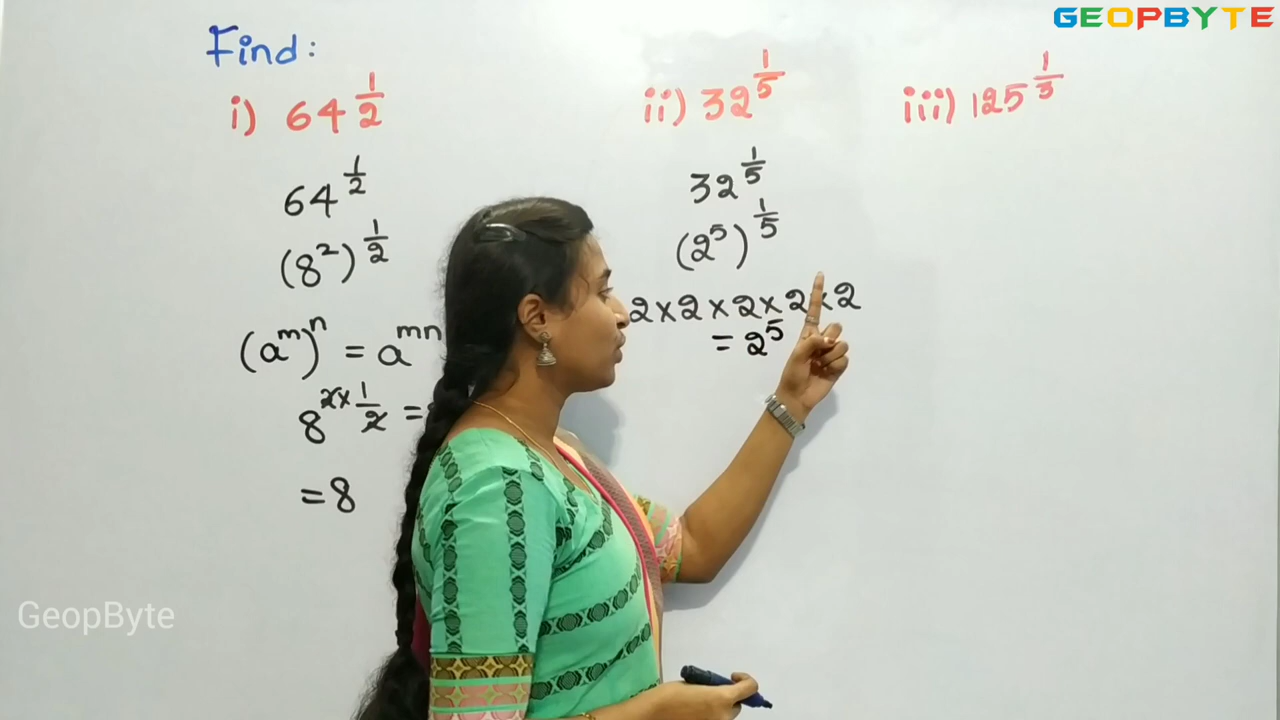 GEOPBYTE
Find:
i) 64^(1/2)
64^(1/2)
(8²)^(1/2)
(a^m)^n = a^(mn)
8^(2×1/2) =
= 8
ii) 32^(1/5)
32^(1/5)
(2⁵)^(1/5)
2×2×2×2×2
= 2⁵
iii) 125^(1/3)
GeopByte